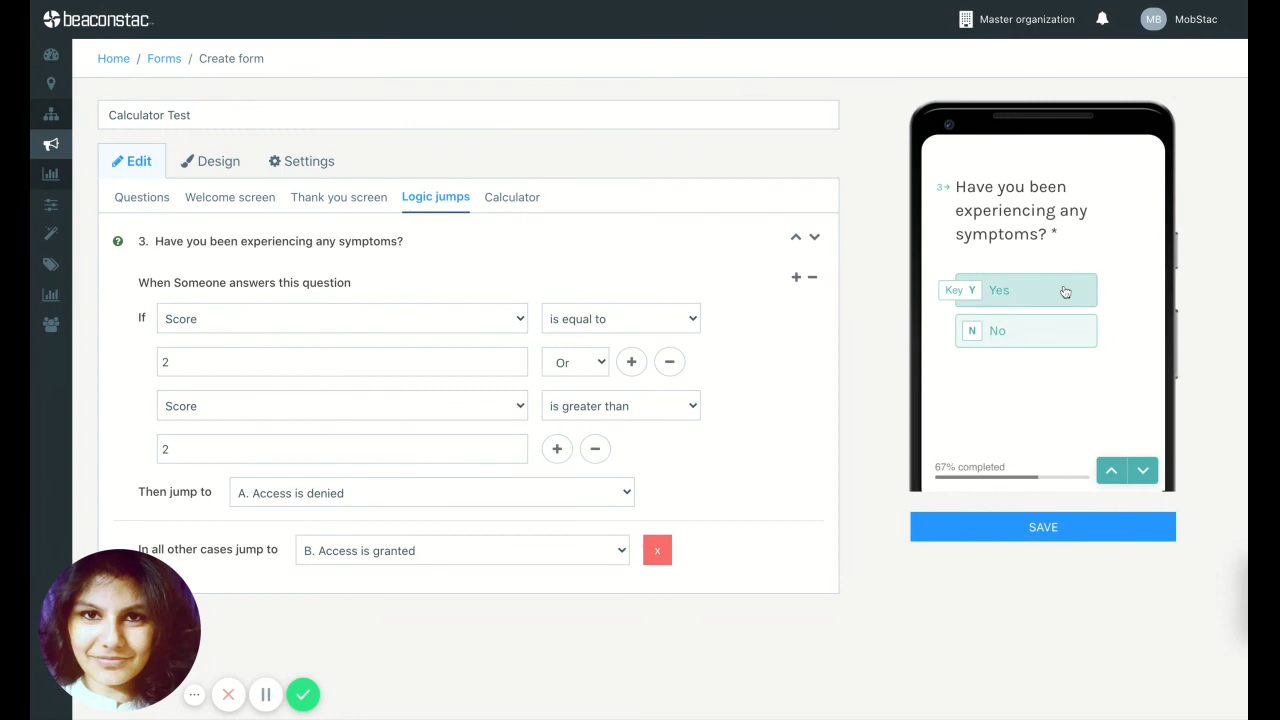 beaconstac
Master organization
MB
MobStac
Home / Forms / Create form
Calculator Test
Edit
Design
Settings
Questions
Welcome screen
Thank you screen
Logic jumps
Calculator
3. Have you been experiencing any symptoms?
When Someone answers this question
If
Score
is equal to
2
Or
Score
is greater than
2
Then jump to
A. Access is denied
In all other cases jump to
B. Access is granted
x
3
Have you been
experiencing any
symptoms? *
Key Y
Yes
N
No
67% completed
SAVE